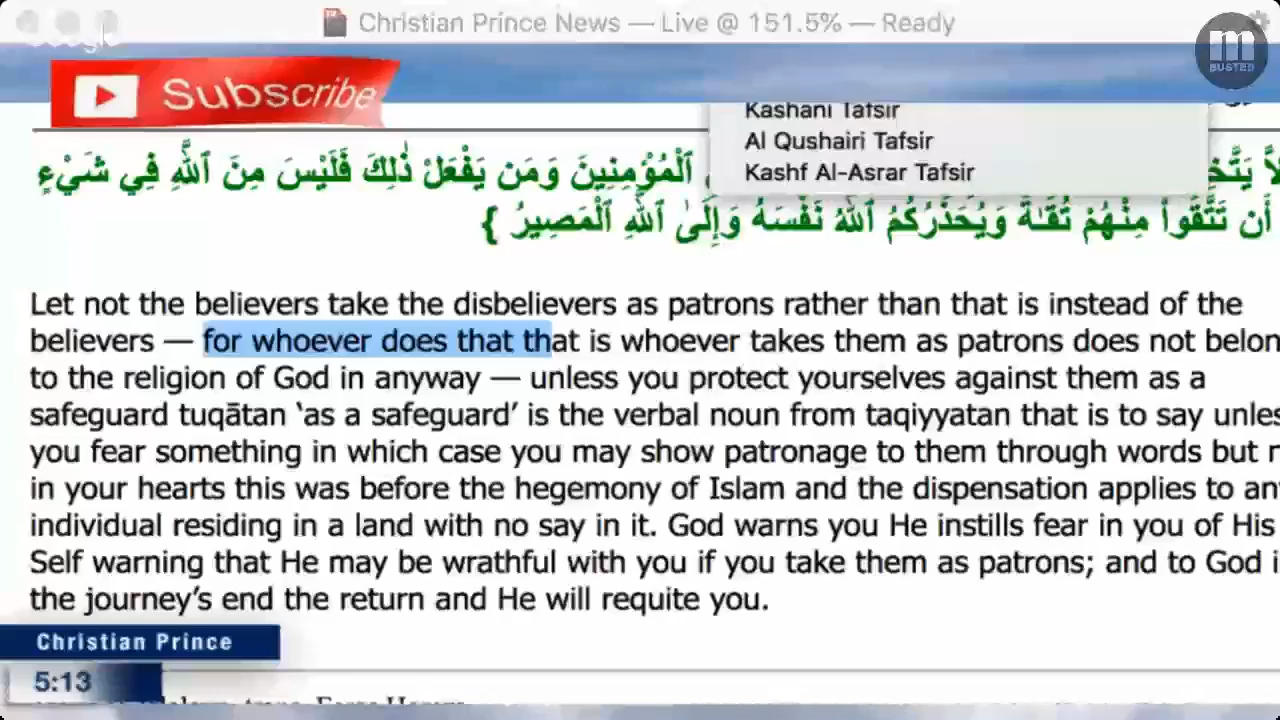 Christian Prince News — Live @ 151.5% — Ready
Google
m
BUSTED
Subscribe
Kashani Tafsir
Al Qushairi Tafsir
Kashf Al-Asrar Tafsir
ٱلْمُؤْمِنِينَ وَمَن يَفْعَلْ ذٰلِكَ فَلَيْسَ مِنَ ٱللَّهِ فِي شَيْءٍ
أَن تَتَّقُواْ مِنْهُمْ تُقَـٰةً وَيُحَذِّرُكُمُ ٱللَّهُ نَفْسَهُ وَإِلَىٰ ٱللَّهِ ٱلْمَصِيرُ }
Let not the believers take the disbelievers as patrons rather than that is instead of the
believers — for whoever does that that is whoever takes them as patrons does not belon
to the religion of God in anyway — unless you protect yourselves against them as a
safeguard tuqātan ‘as a safeguard’ is the verbal noun from taqiyyatan that is to say unles
you fear something in which case you may show patronage to them through words but
in your hearts this was before the hegemony of Islam and the dispensation applies to an
individual residing in a land with no say in it. God warns you He instills fear in you of His
Self warning that He may be wrathful with you if you take them as patrons; and to God
the journey’s end the return and He will requite you.
Christian Prince
5:13